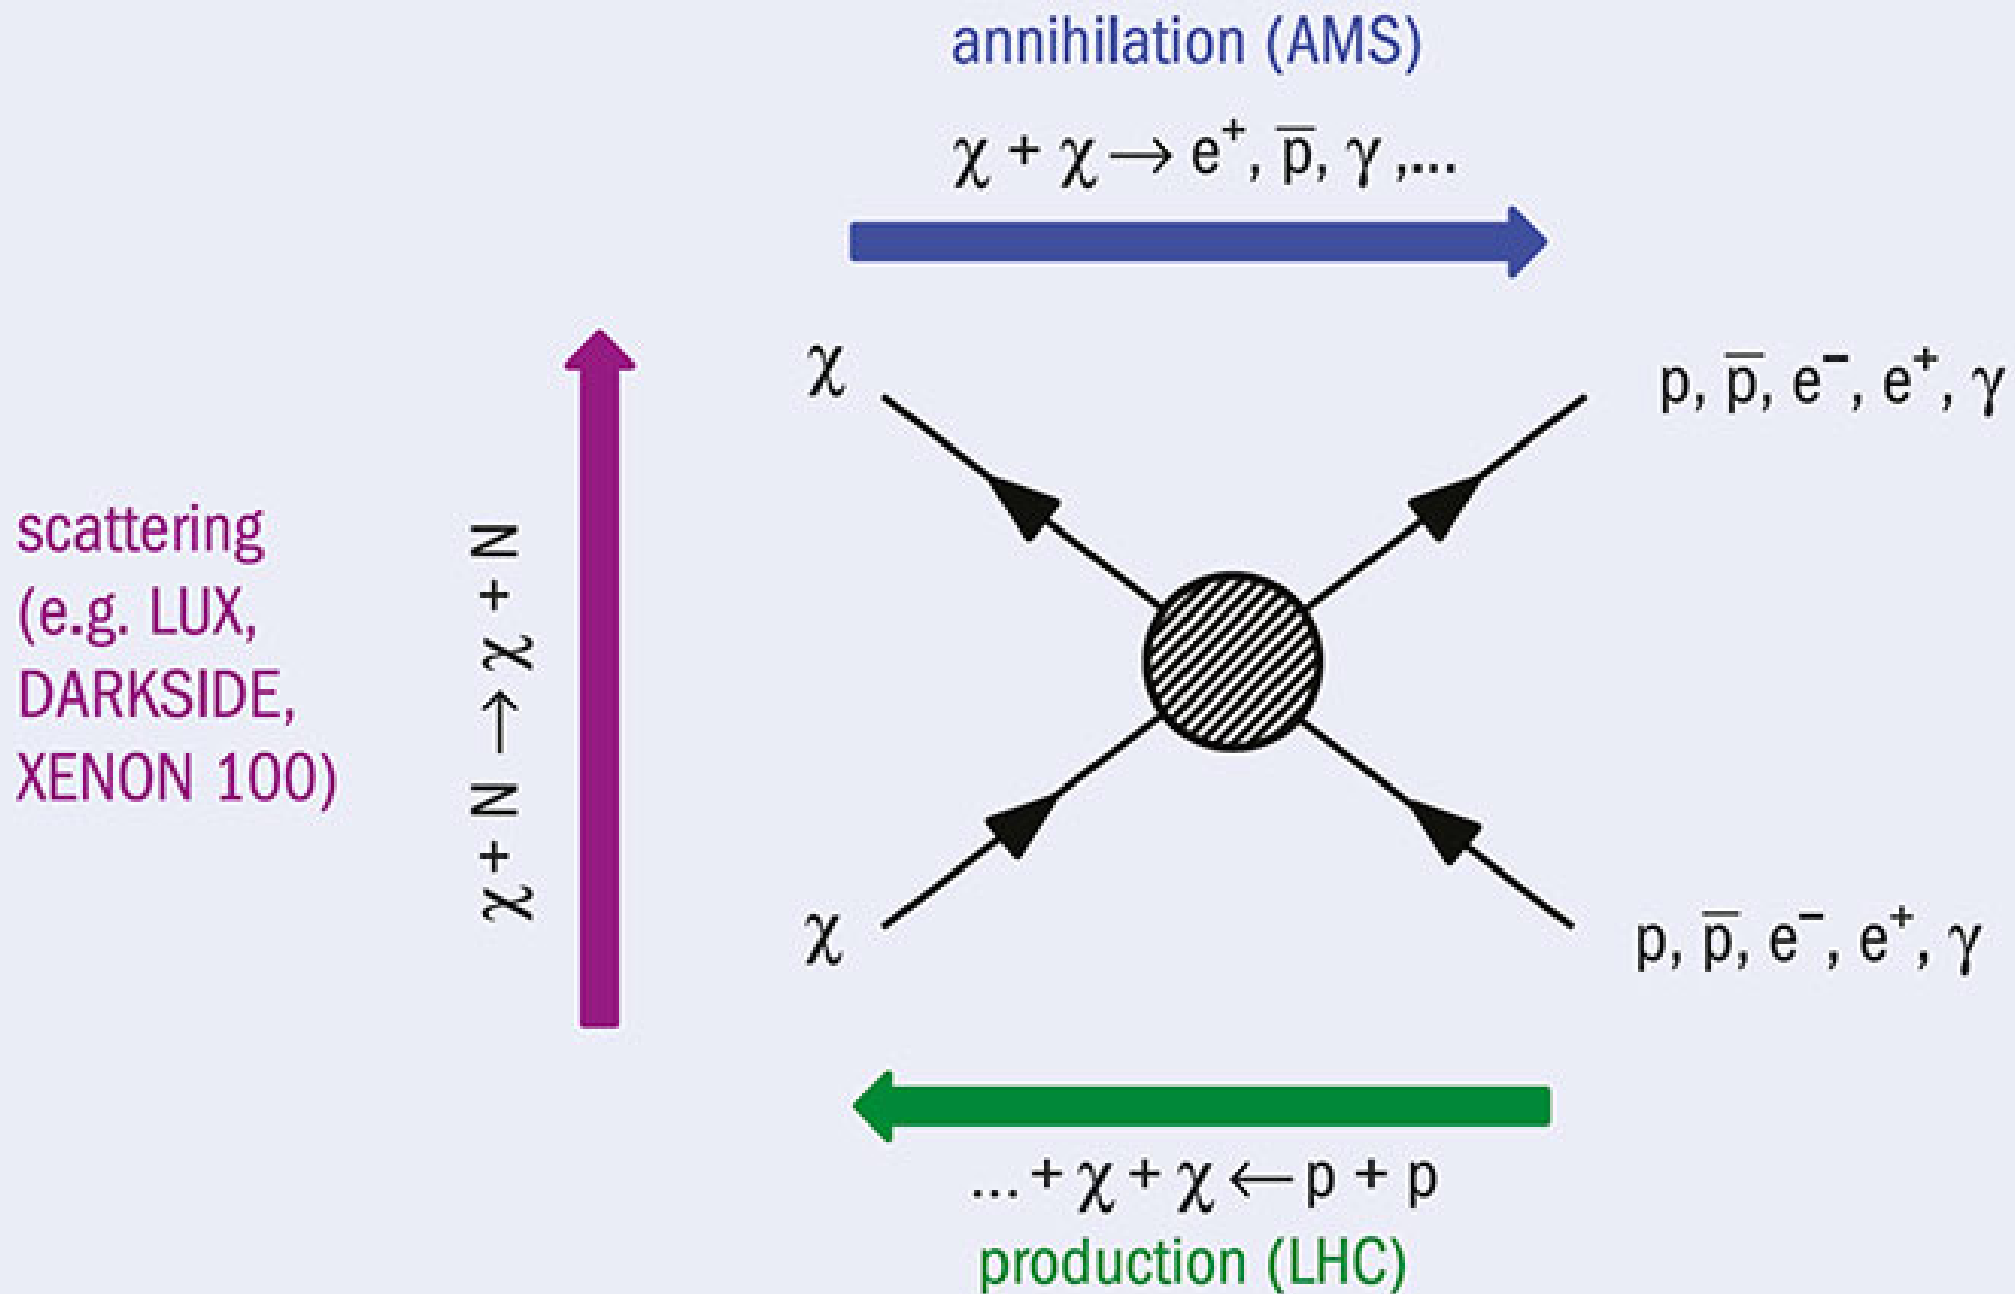 annihilation (AMS)
χ + χ → e⁺, p̅, γ ,...
χ
p, p̅, e⁻, e⁺, γ
scattering
(e.g. LUX,
DARKSIDE,
XENON 100)
χ + N → χ + N
χ
p, p̅, e⁻, e⁺, γ
... + χ + χ ← p + p
production (LHC)